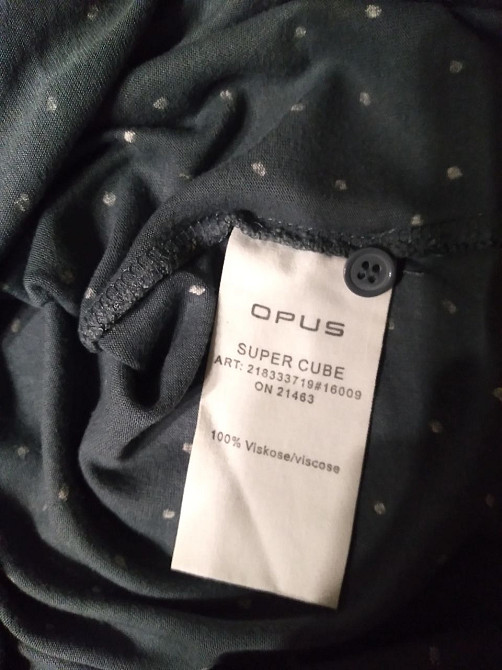 OPUS
SUPER CUBE
ART: 218333719#16009
ON 21463
100% Viskose/viscose